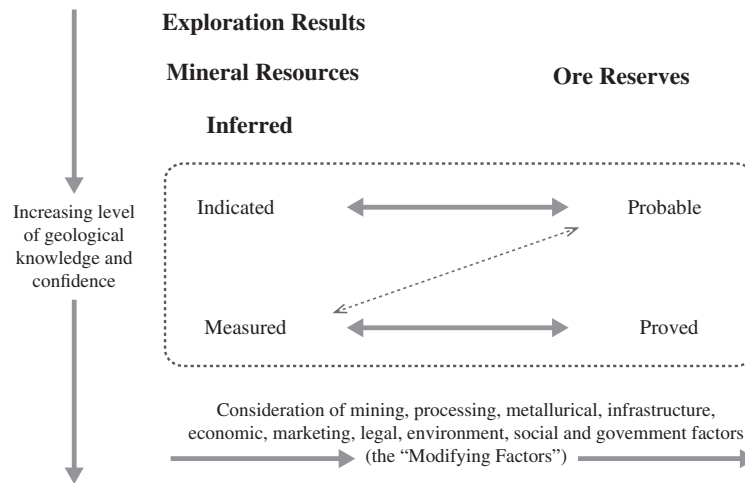 Exploration Results
Mineral Resources
Ore Reserves
Inferred
Increasing level
of geological
knowledge and
confidence
Indicated
Probable
Measured
Proved
Consideration of mining, processing, metallurical, infrastructure,
economic, marketing, legal, environment, social and govemment factors
(the “Modifying Factors”)